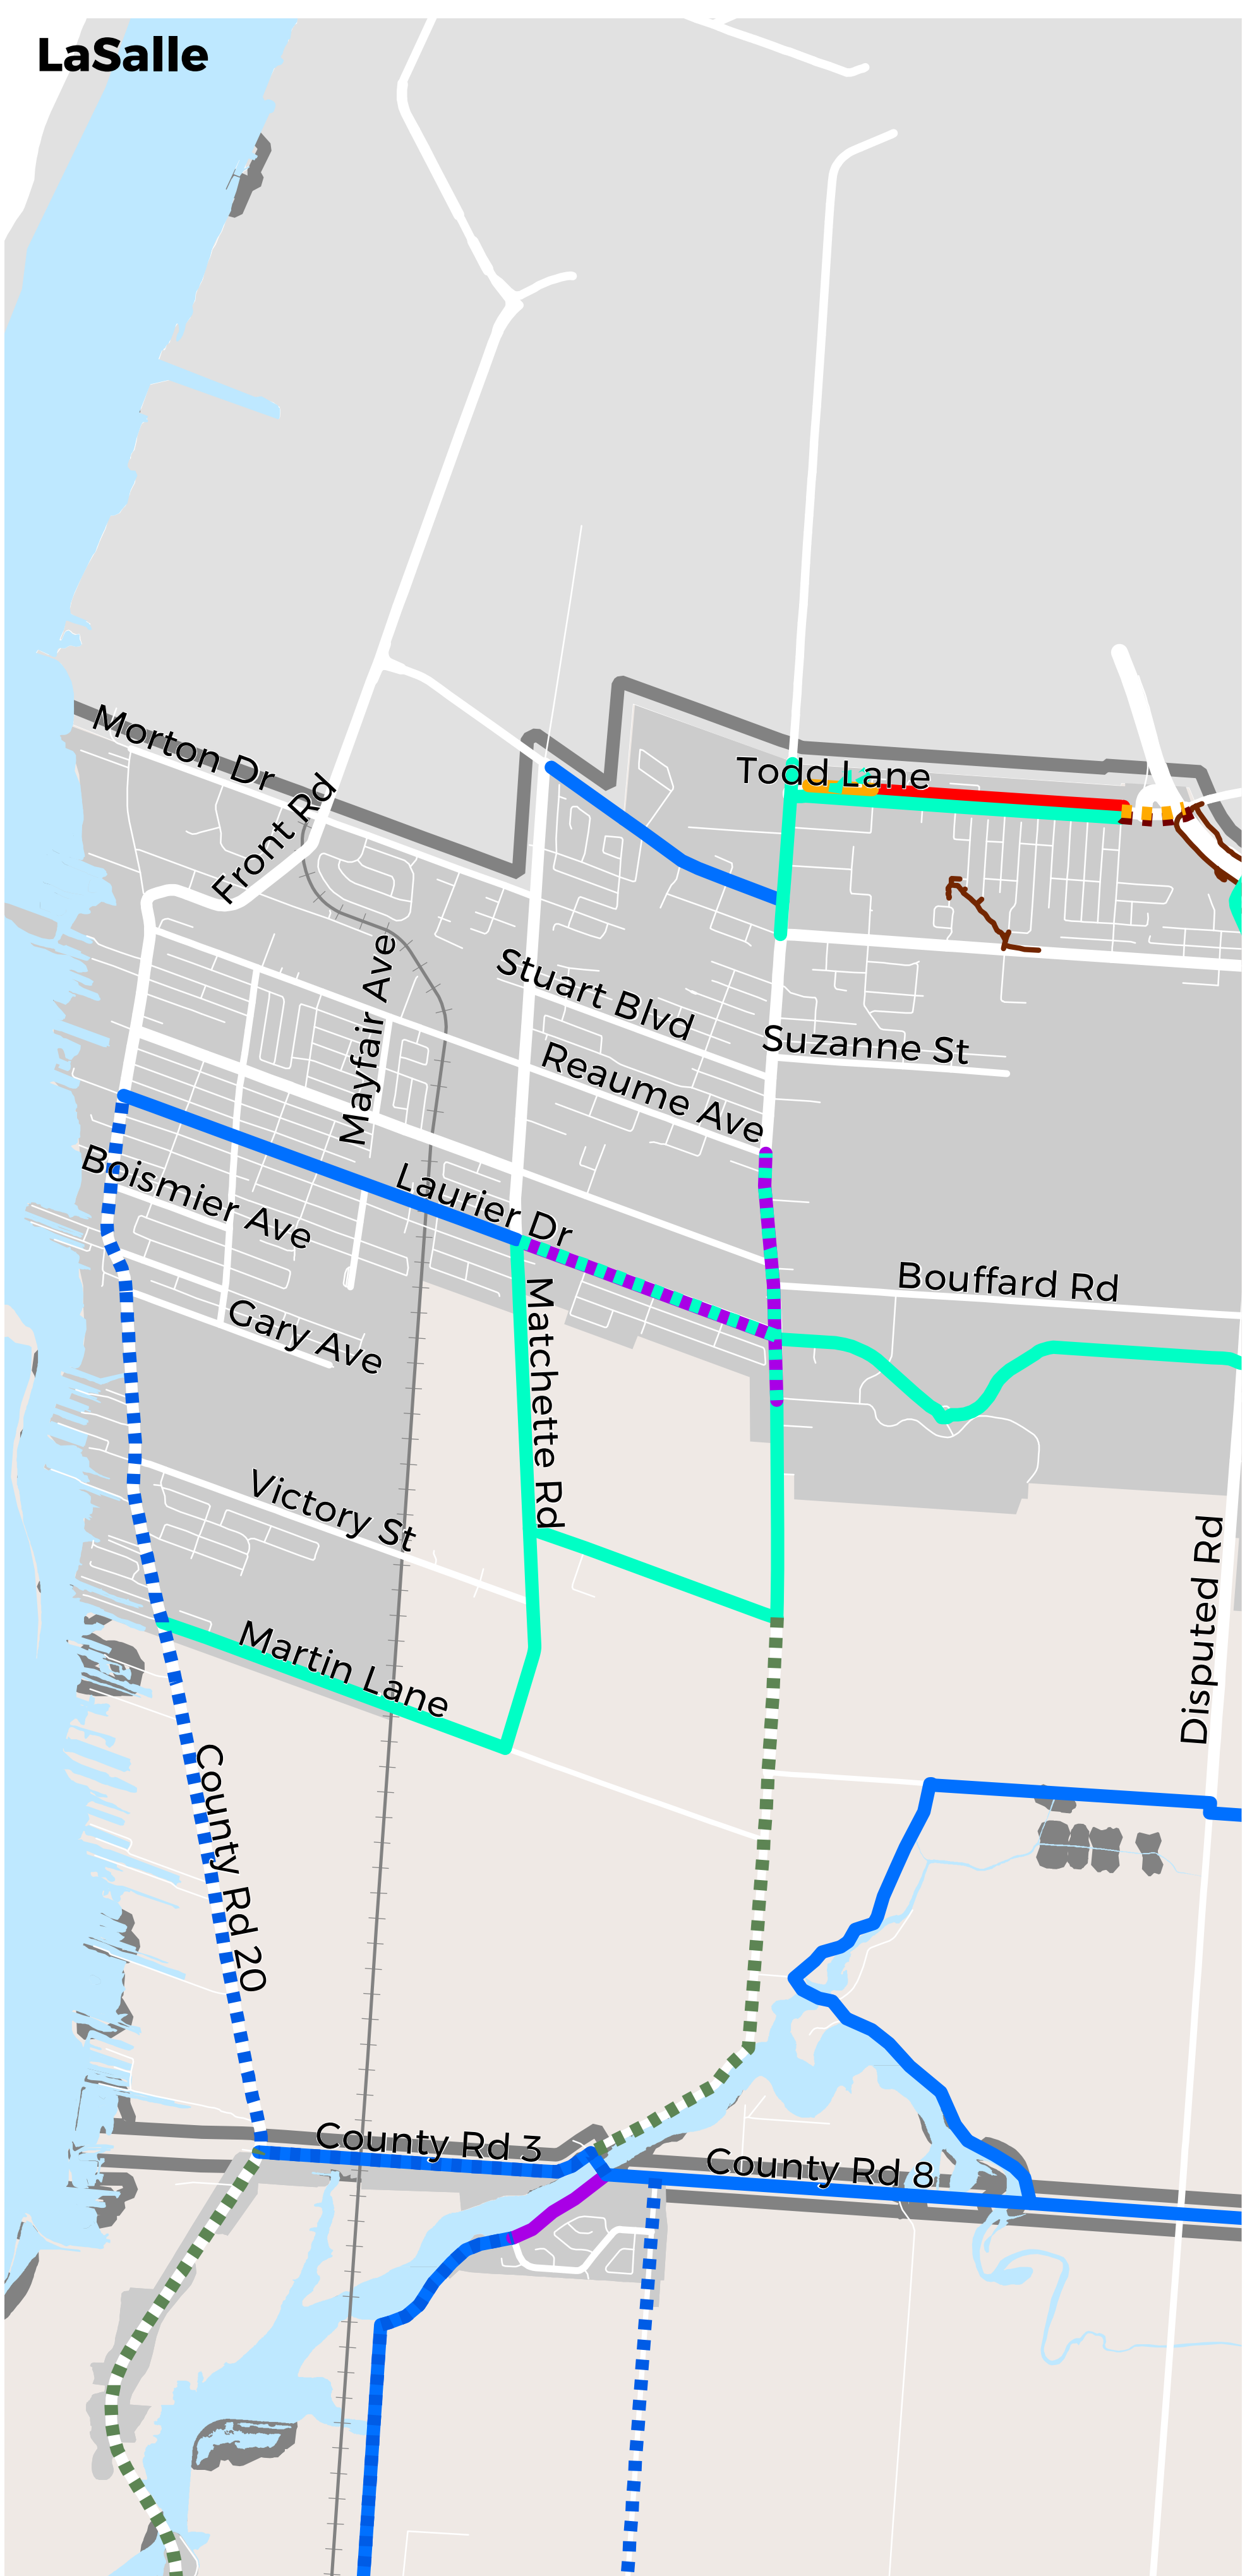 LaSalle
Morton Dr
Todd Lane
Front Rd
Mayfair Ave
Stuart Blvd
Suzanne St
Reaume Ave
Boismier Ave
Laurier Dr
Bouffard Rd
Gary Ave
Matchette Rd
Victory St
Disputed Rd
Martin Lane
County Rd 20
County Rd 3
County Rd 8